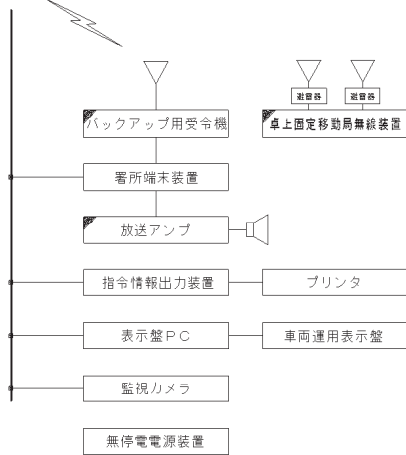 避雷器 避雷器
バックアップ用受令機 卓上固定移動局無線装置
署所端末装置
放送アンプ
指令情報出力装置 プリンタ
表示盤PC 車両運用表示盤
監視カメラ
無停電電源装置